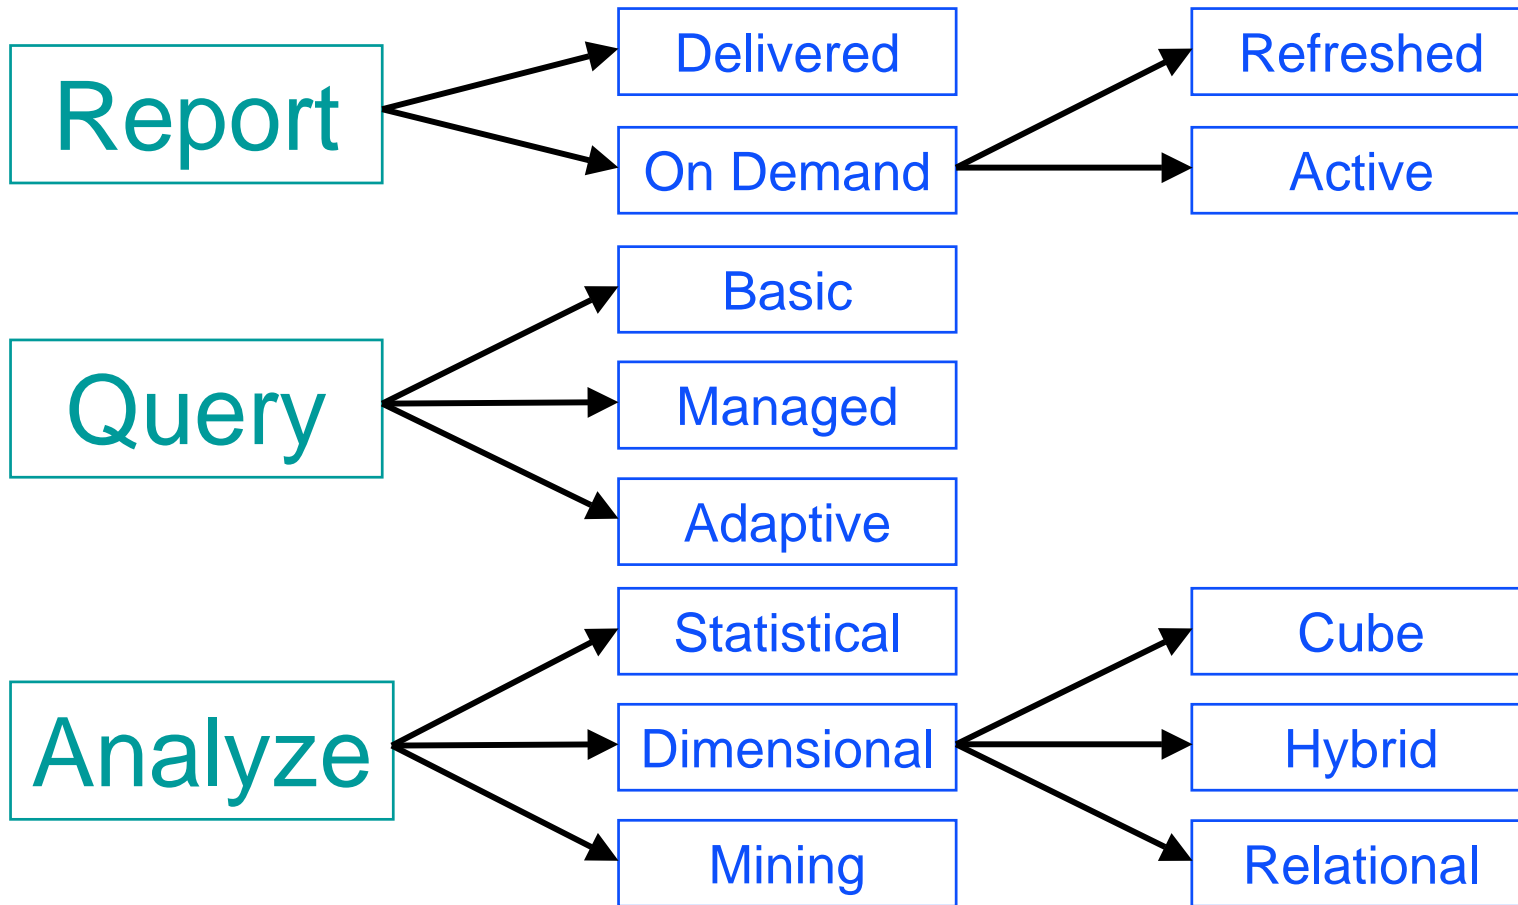 Report
Delivered
On Demand
Refreshed
Active
Query
Basic
Managed
Adaptive
Analyze
Statistical
Dimensional
Mining
Cube
Hybrid
Relational